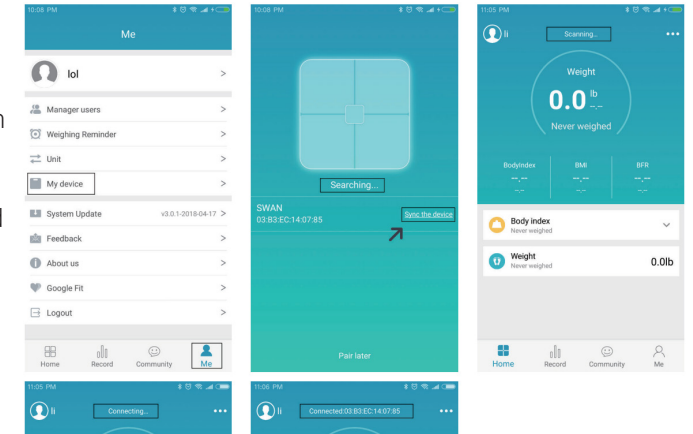 10:08 PM
Me
lol
Manager users
Weighing Reminder
Unit
My device
System Update v3.0.1-2018-04-17
Feedback
About us
Google Fit
Logout
Home Record Community Me
10:08 PM
Searching...
SWAN
03:B3:EC:14:07:85 Sync the device
Pair later
11:05 PM
li Scanning...
Weight
0.0 lb
--.--
Never weighed
Bodyindex BMI BFR
--.-- --.-- --.--
--.-- --.-- --.--
Body index
Never weighed
Weight
Never weighed 0.0lb
Home Record Community Me
11:05 PM
li Connecting...
11:06 PM
li Connected:03:B3:EC:14:07:85